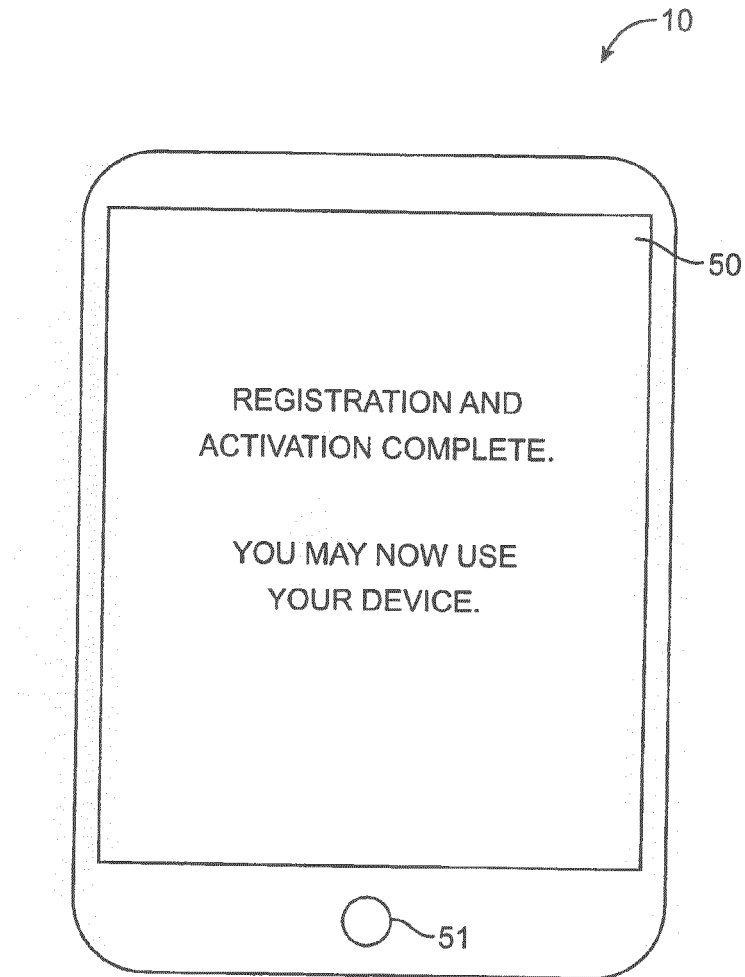 10
50
REGISTRATION AND
ACTIVATION COMPLETE.
YOU MAY NOW USE
YOUR DEVICE.
51